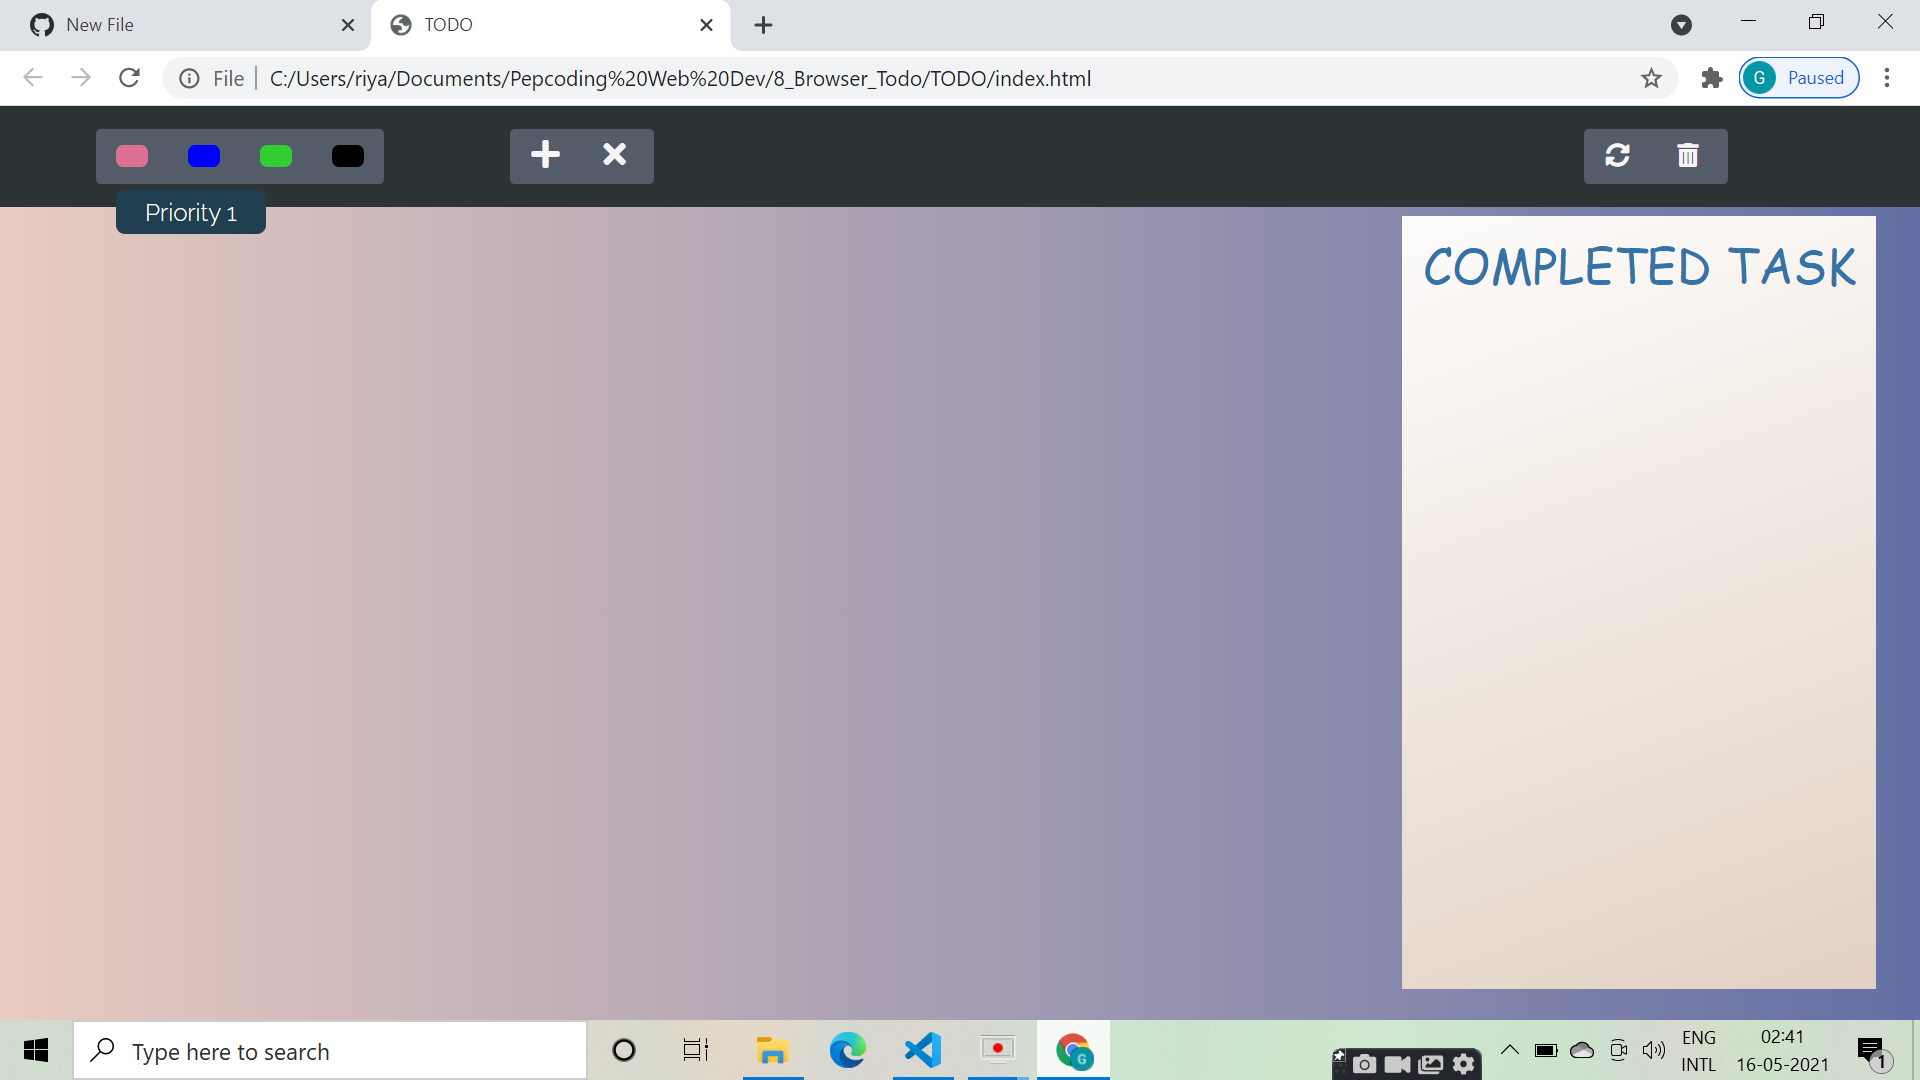 New File
TODO
File
C:/Users/riya/Documents/Pepcoding%20Web%20Dev/8_Browser_Todo/TODO/index.html
G
Paused
Priority 1
COMPLETED TASK
Type here to search
G
ENG
INTL
02:41
16-05-2021
1